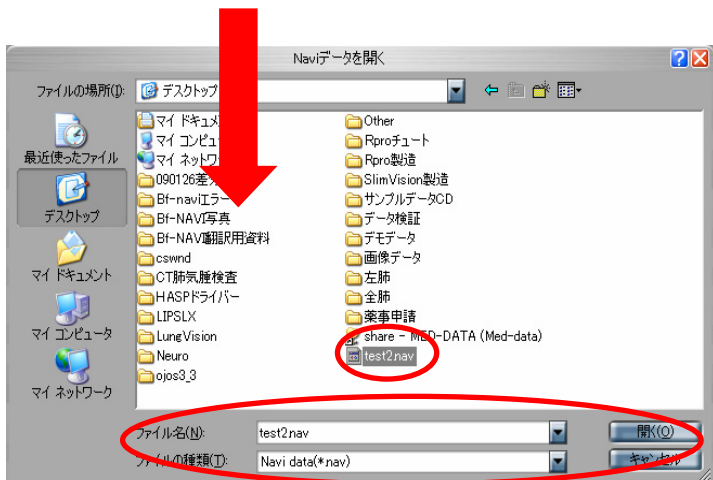 Naviデータを開く
ファイルの場所(I):
デスクトップ
最近使ったファイル
デスクトップ
マイ ドキュメント
マイ コンピュータ
マイ ネットワーク
マイ
マイ
マイ
090126差
Bf-naviエラー
Bf-NAVI写真
Bf-NAVI翻訳用資料
cswnd
CT肺気腫検査
HASPドライバー
LIPSLX
LungVision
Neuro
ojos3_3
Other
Rproチュート
Rpro製造
SlimVision製造
サンプルデータCD
データ検証
デモデータ
画像データ
左肺
全肺
薬事申請
share - MED-DATA (Med-data)
test2.nav
ファイル名(N):
test2.nav
開く(O)
ファイルの種類(T):
Navi data(*.nav)
キャンセル